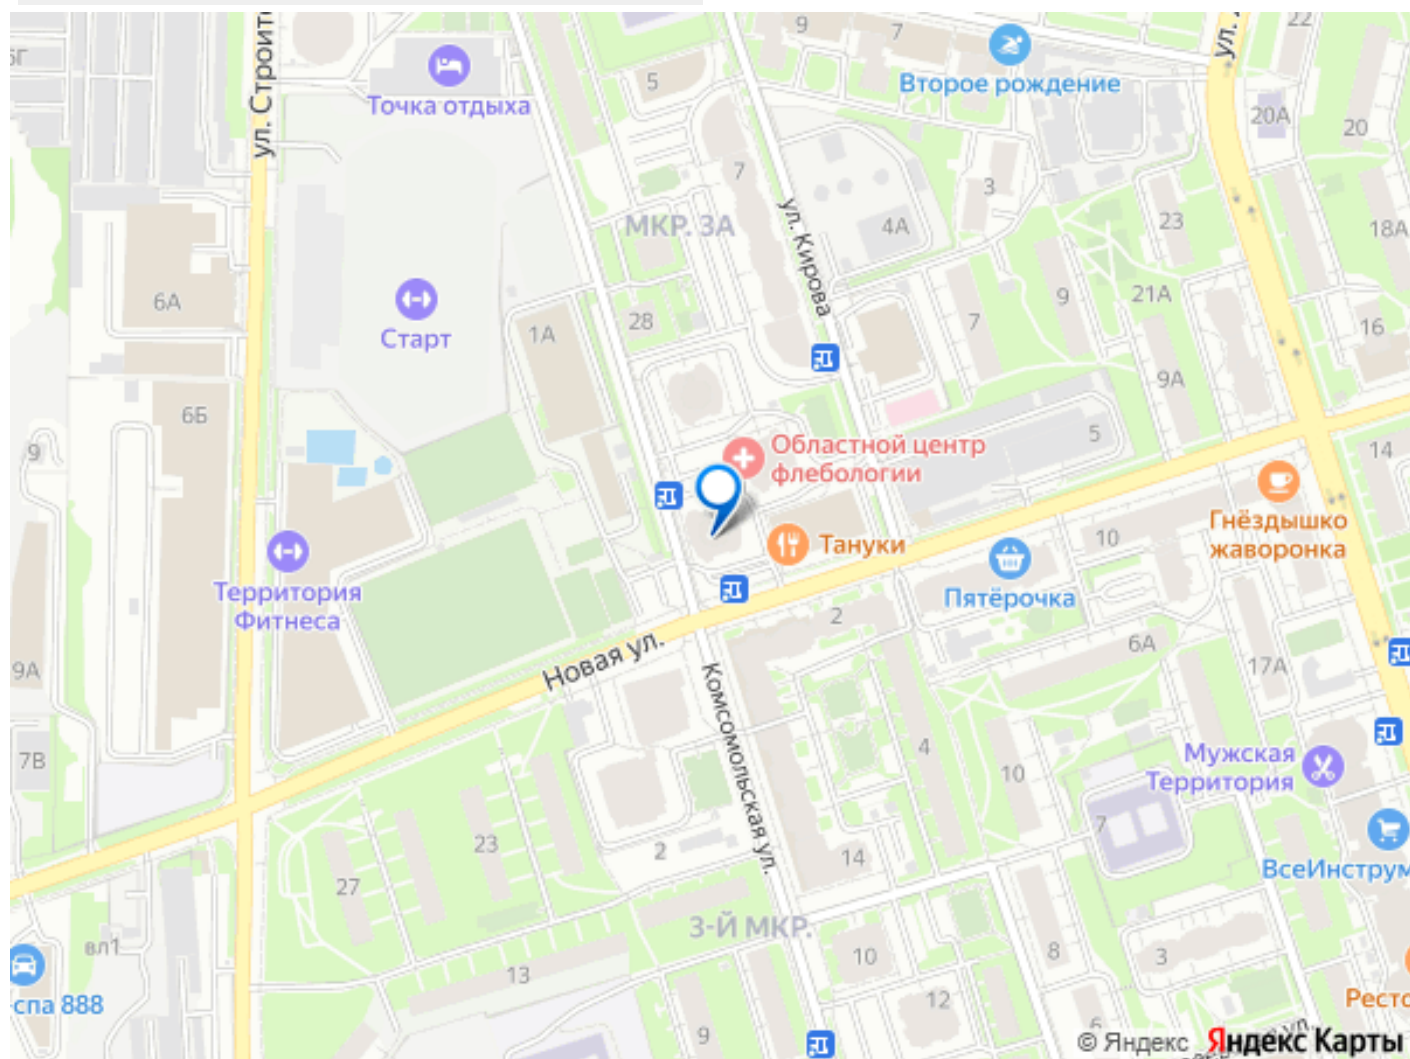 5Г
ул. Строит
Точка отдыха
5
9
7
Второе рождение
ул.
22
20А
20
7
МКР. 3А
3
4А
ул. Кирова
23
18А
6А
Старт
1А
28
7
9
21А
16
9А
6Б
9
5
14
Областной центр
флебологии
Гнёздышко
жаворонка
Тануки
10
Пятёрочка
Территория
Фитнеса
2
6А
17А
9А
Новая ул.
Комсомольская ул.
7В
4
10
Мужская
Территория
7
23
2
14
27
ВсеИнструм
3-Й МКР.
вл1
13
10
8
3
-спа 888
12
Ресто
9
6
ул.
© Яндекс Яндекс Карты